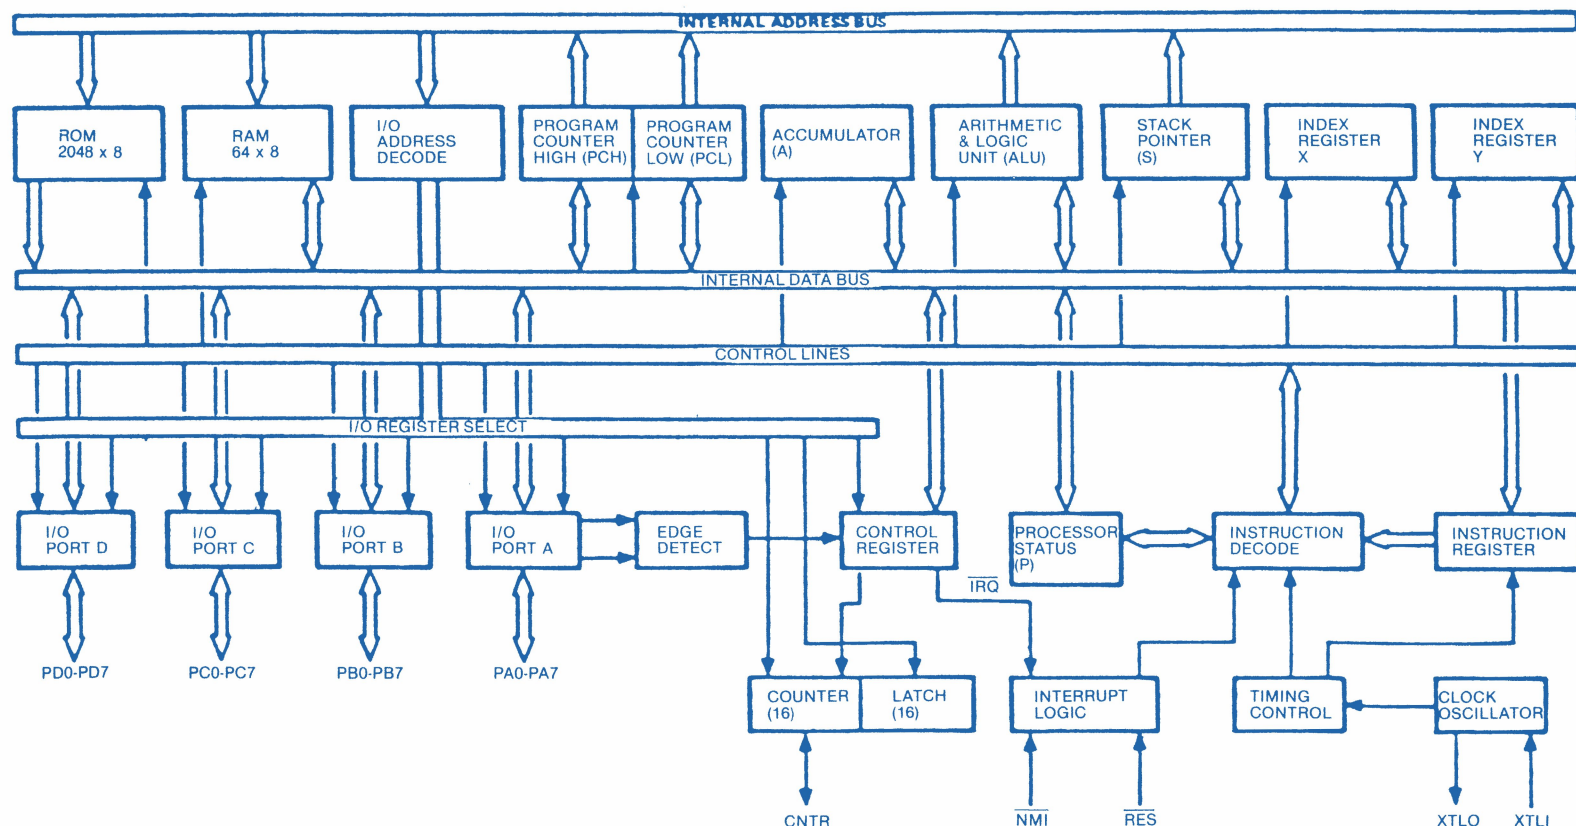 INTERNAL ADDRESS BUS
ROM
2048 x 8
RAM
64 x 8
I/O
ADDRESS
DECODE
PROGRAM
COUNTER
HIGH (PCH)
PROGRAM
COUNTER
LOW (PCL)
ACCUMULATOR
(A)
ARITHMETIC
& LOGIC
UNIT (ALU)
STACK
POINTER
(S)
INDEX
REGISTER
X
INDEX
REGISTER
Y
INTERNAL DATA BUS
CONTROL LINES
I/O REGISTER SELECT
I/O
PORT D
I/O
PORT C
I/O
PORT B
I/O
PORT A
EDGE
DETECT
CONTROL
REGISTER
PROCESSOR
STATUS
(P)
INSTRUCTION
DECODE
INSTRUCTION
REGISTER
IRQ
PD0-PD7
PC0-PC7
PB0-PB7
PA0-PA7
COUNTER
(16)
LATCH
(16)
INTERRUPT
LOGIC
TIMING
CONTROL
CLOCK
OSCILLATOR
CNTR
NMI
RES
XTLO
XTLI